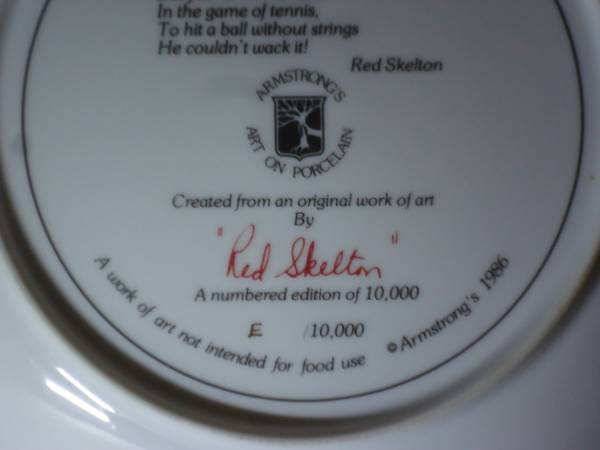 In the game of tennis,
To hit a ball without strings
He couldn't wack it!
Red Skelton
ARMSTRONG'S
ART ON PORCELAIN
Created from an original work of art
By
"Red Skelton"
A numbered edition of 10,000
E /10,000
A work of art not intended for food use
© Armstrong's 1986